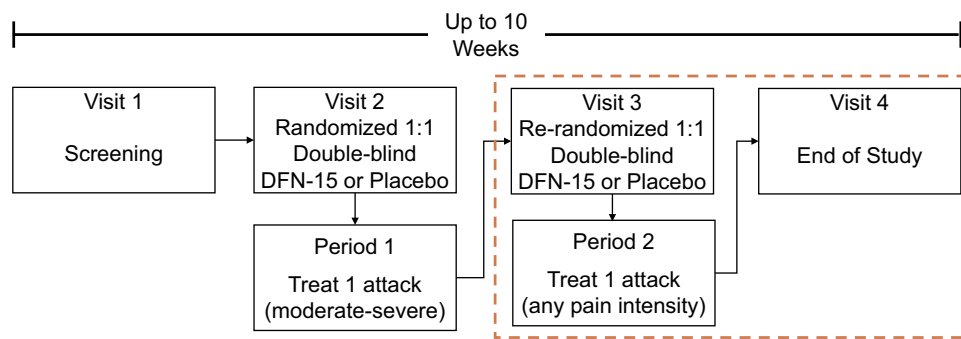 Up to 10
Weeks
Visit 1
Screening
Visit 2
Randomized 1:1
Double-blind
DFN-15 or Placebo
Period 1
Treat 1 attack
(moderate-severe)
Visit 3
Re-randomized 1:1
Double-blind
DFN-15 or Placebo
Period 2
Treat 1 attack
(any pain intensity)
Visit 4
End of Study